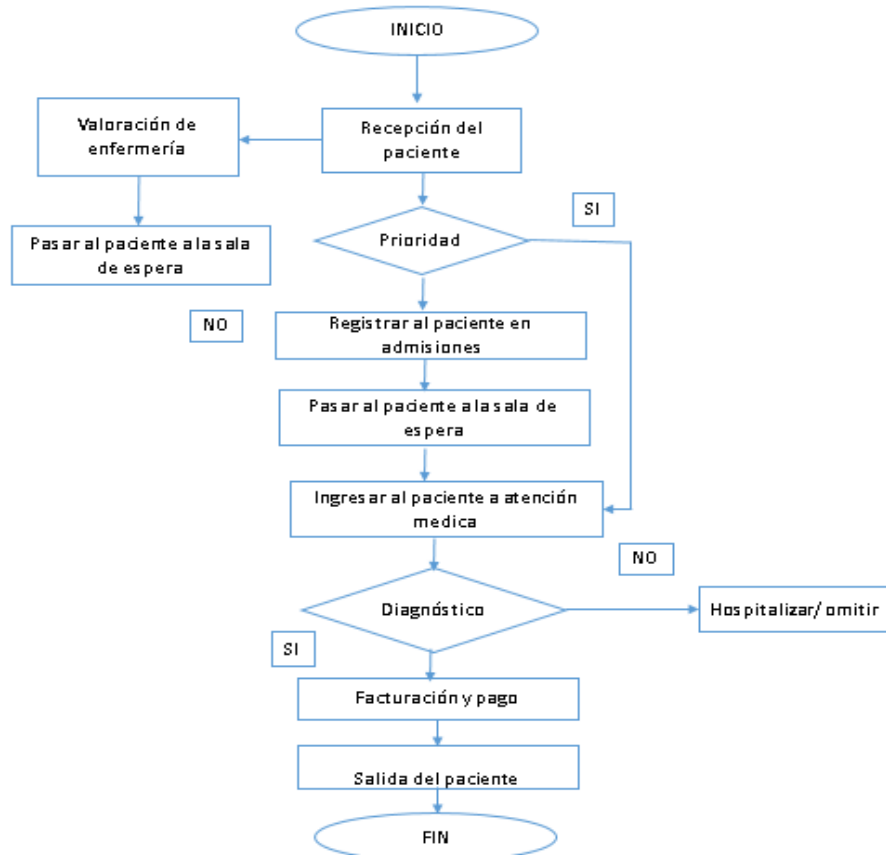 INICIO
Valoración de
enfermería
Recepción del
paciente
SI
Pasar al paciente a la sala
de espera
Prioridad
NO
Registrar al paciente en
admisiones
Pasar al paciente a la sala de
espera
Ingresar al paciente a atención
medica
NO
Diagnóstico
Hospitalizar/ omitir
SI
Facturación y pago
Salida del paciente
FIN